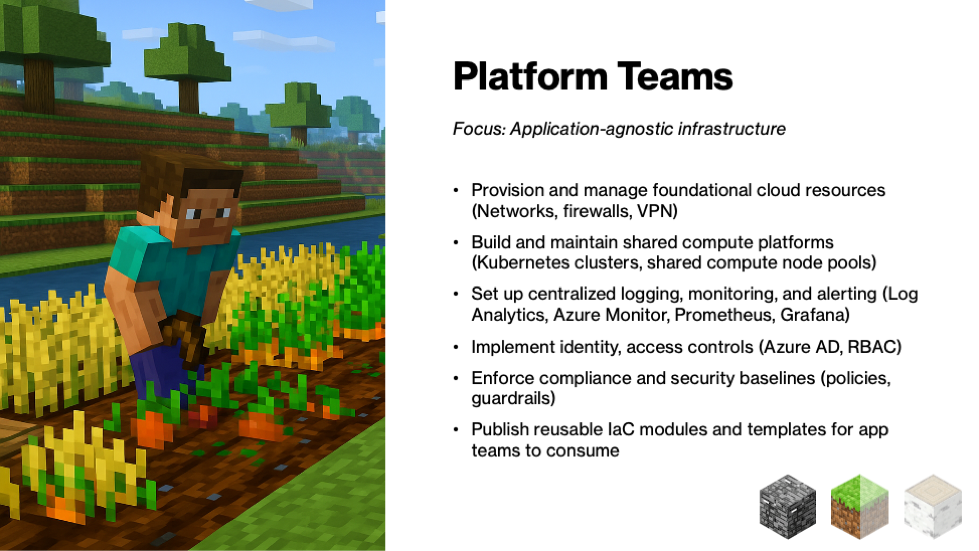 Platform Teams
Focus: Application-agnostic infrastructure
• Provision and manage foundational cloud resources
(Networks, firewalls, VPN)
• Build and maintain shared compute platforms
(Kubernetes clusters, shared compute node pools)
• Set up centralized logging, monitoring, and alerting (Log
Analytics, Azure Monitor, Prometheus, Grafana)
• Implement identity, access controls (Azure AD, RBAC)
• Enforce compliance and security baselines (policies,
guardrails)
• Publish reusable IaC modules and templates for app
teams to consume